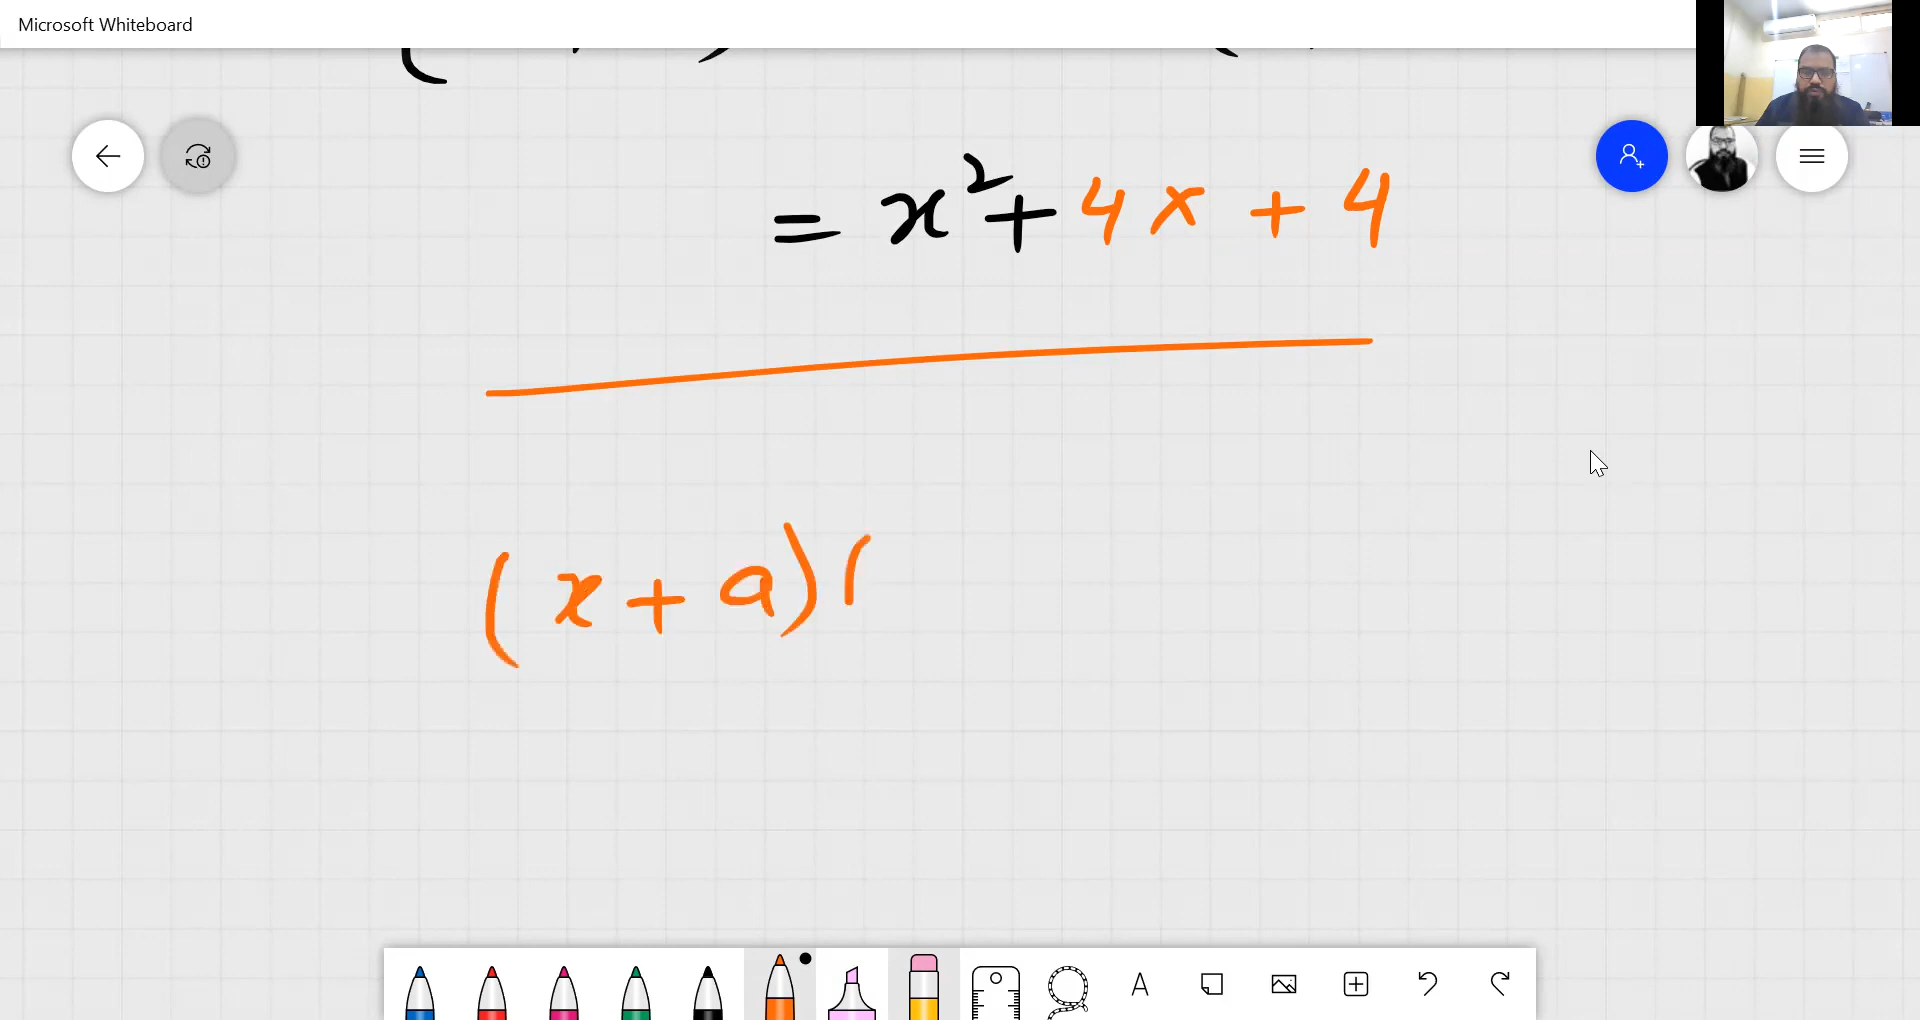 Microsoft Whiteboard
= x² + 4x + 4
(x + a)(
A